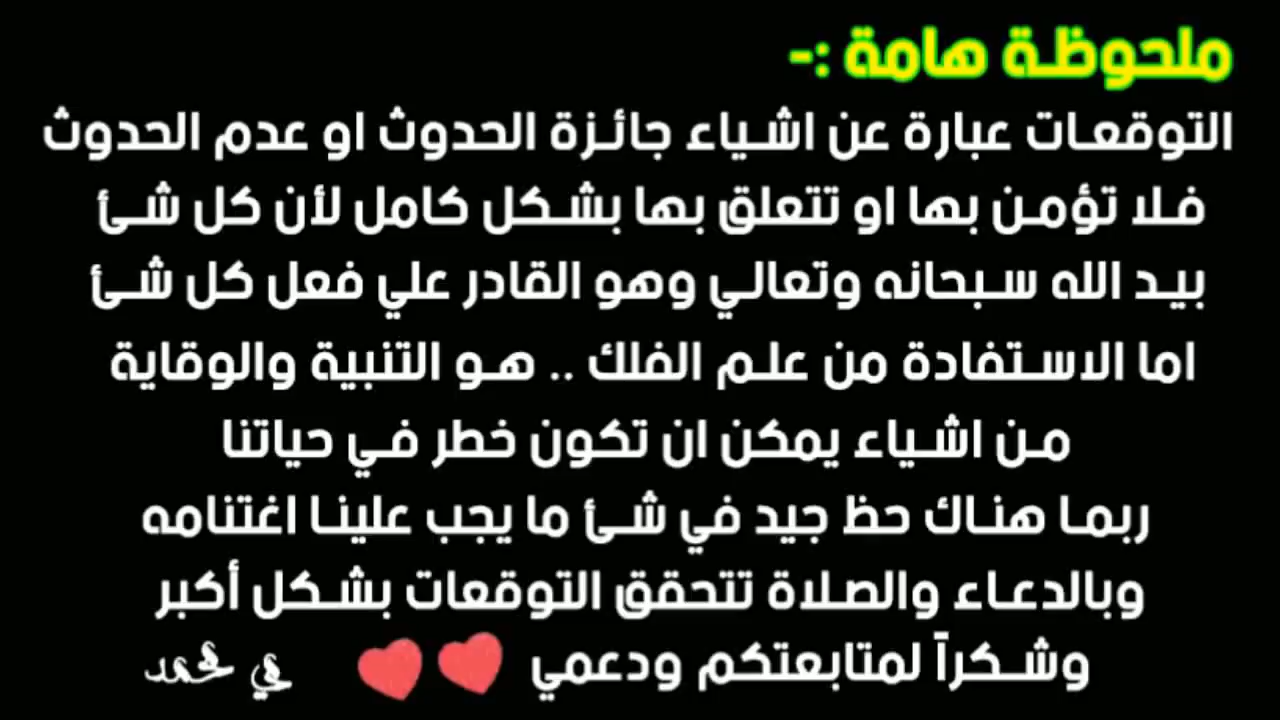 ملحوظة هامة :-
التوقعات عبارة عن اشياء جائزة الحدوث او عدم الحدوث
فلا تؤمن بها او تتعلق بها بشكل كامل لأن كل شئ
بيد الله سبحانه وتعالي وهو القادر علي فعل كل شئ
اما الاستفادة من علم الفلك .. هو التنبية والوقاية
من اشياء يمكن ان تكون خطر في حياتنا
ربما هناك حظ جيد في شئ ما يجب علينا اغتنامه
وبالدعاء والصلاة تتحقق التوقعات بشكل أكبر
وشكراً لمتابعتكم ودعمي ❤❤ مي محمد